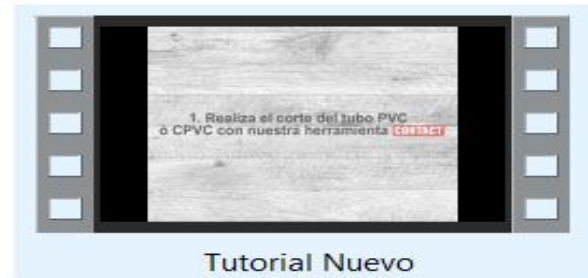 1. Realiza el corte del tubo PVC
ò CPVC con nuestra herramienta CONTACT
Tutorial Nuevo